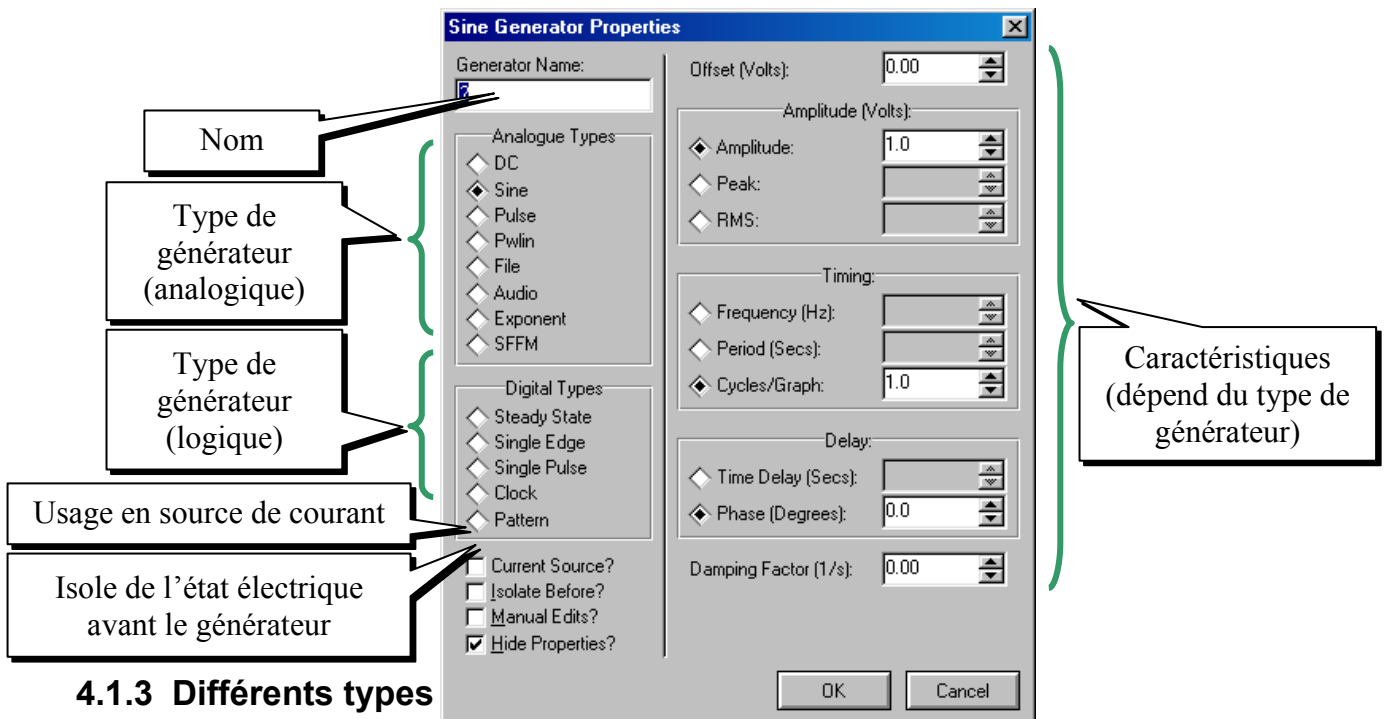 Sine Generator Properties
Generator Name:
?
Analogue Types
DC
Sine
Pulse
Pwlin
File
Audio
Exponent
SFFM
Digital Types
Steady State
Single Edge
Single Pulse
Clock
Pattern
Current Source?
Isolate Before?
Manual Edits?
Hide Properties?
Offset (Volts):
0.00
Amplitude (Volts):
Amplitude:
1.0
Peak:
RMS:
Timing:
Frequency (Hz):
Period (Secs):
Cycles/Graph:
1.0
Delay:
Time Delay (Secs):
Phase (Degrees):
0.0
Damping Factor (1/s):
0.00
OK
Cancel
Nom
Type de
générateur
(analogique)
Type de
générateur
(logique)
Usage en source de courant
Isole de l’état électrique
avant le générateur
Caractéristiques
(dépend du type de
générateur)
4.1.3 Différents types